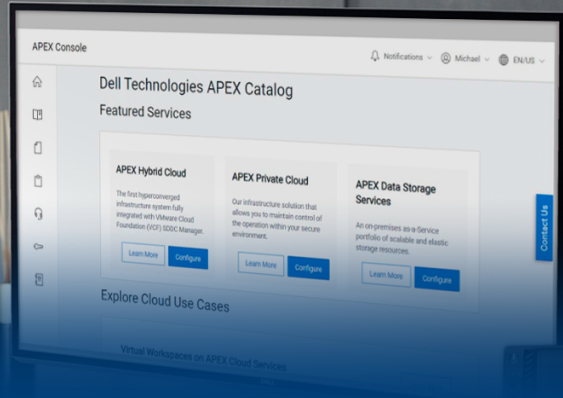 APEX Console
Notifications
Michael
EN/US
Dell Technologies APEX Catalog
Featured Services
APEX Hybrid Cloud
The first hyperconverged
infrastructure system fully
integrated with VMware Cloud
Foundation (VCF) SDDC Manager.
Learn More
Configure
APEX Private Cloud
Our infrastructure solution that
allows you to maintain control of
the operation within your secure
environment.
Learn More
Configure
APEX Data Storage
Services
An on-premises as-a-Service
portfolio of scalable and elastic
storage resources.
Learn More
Configure
Contact Us
Explore Cloud Use Cases
Virtual Workspaces on APEX Cloud Services